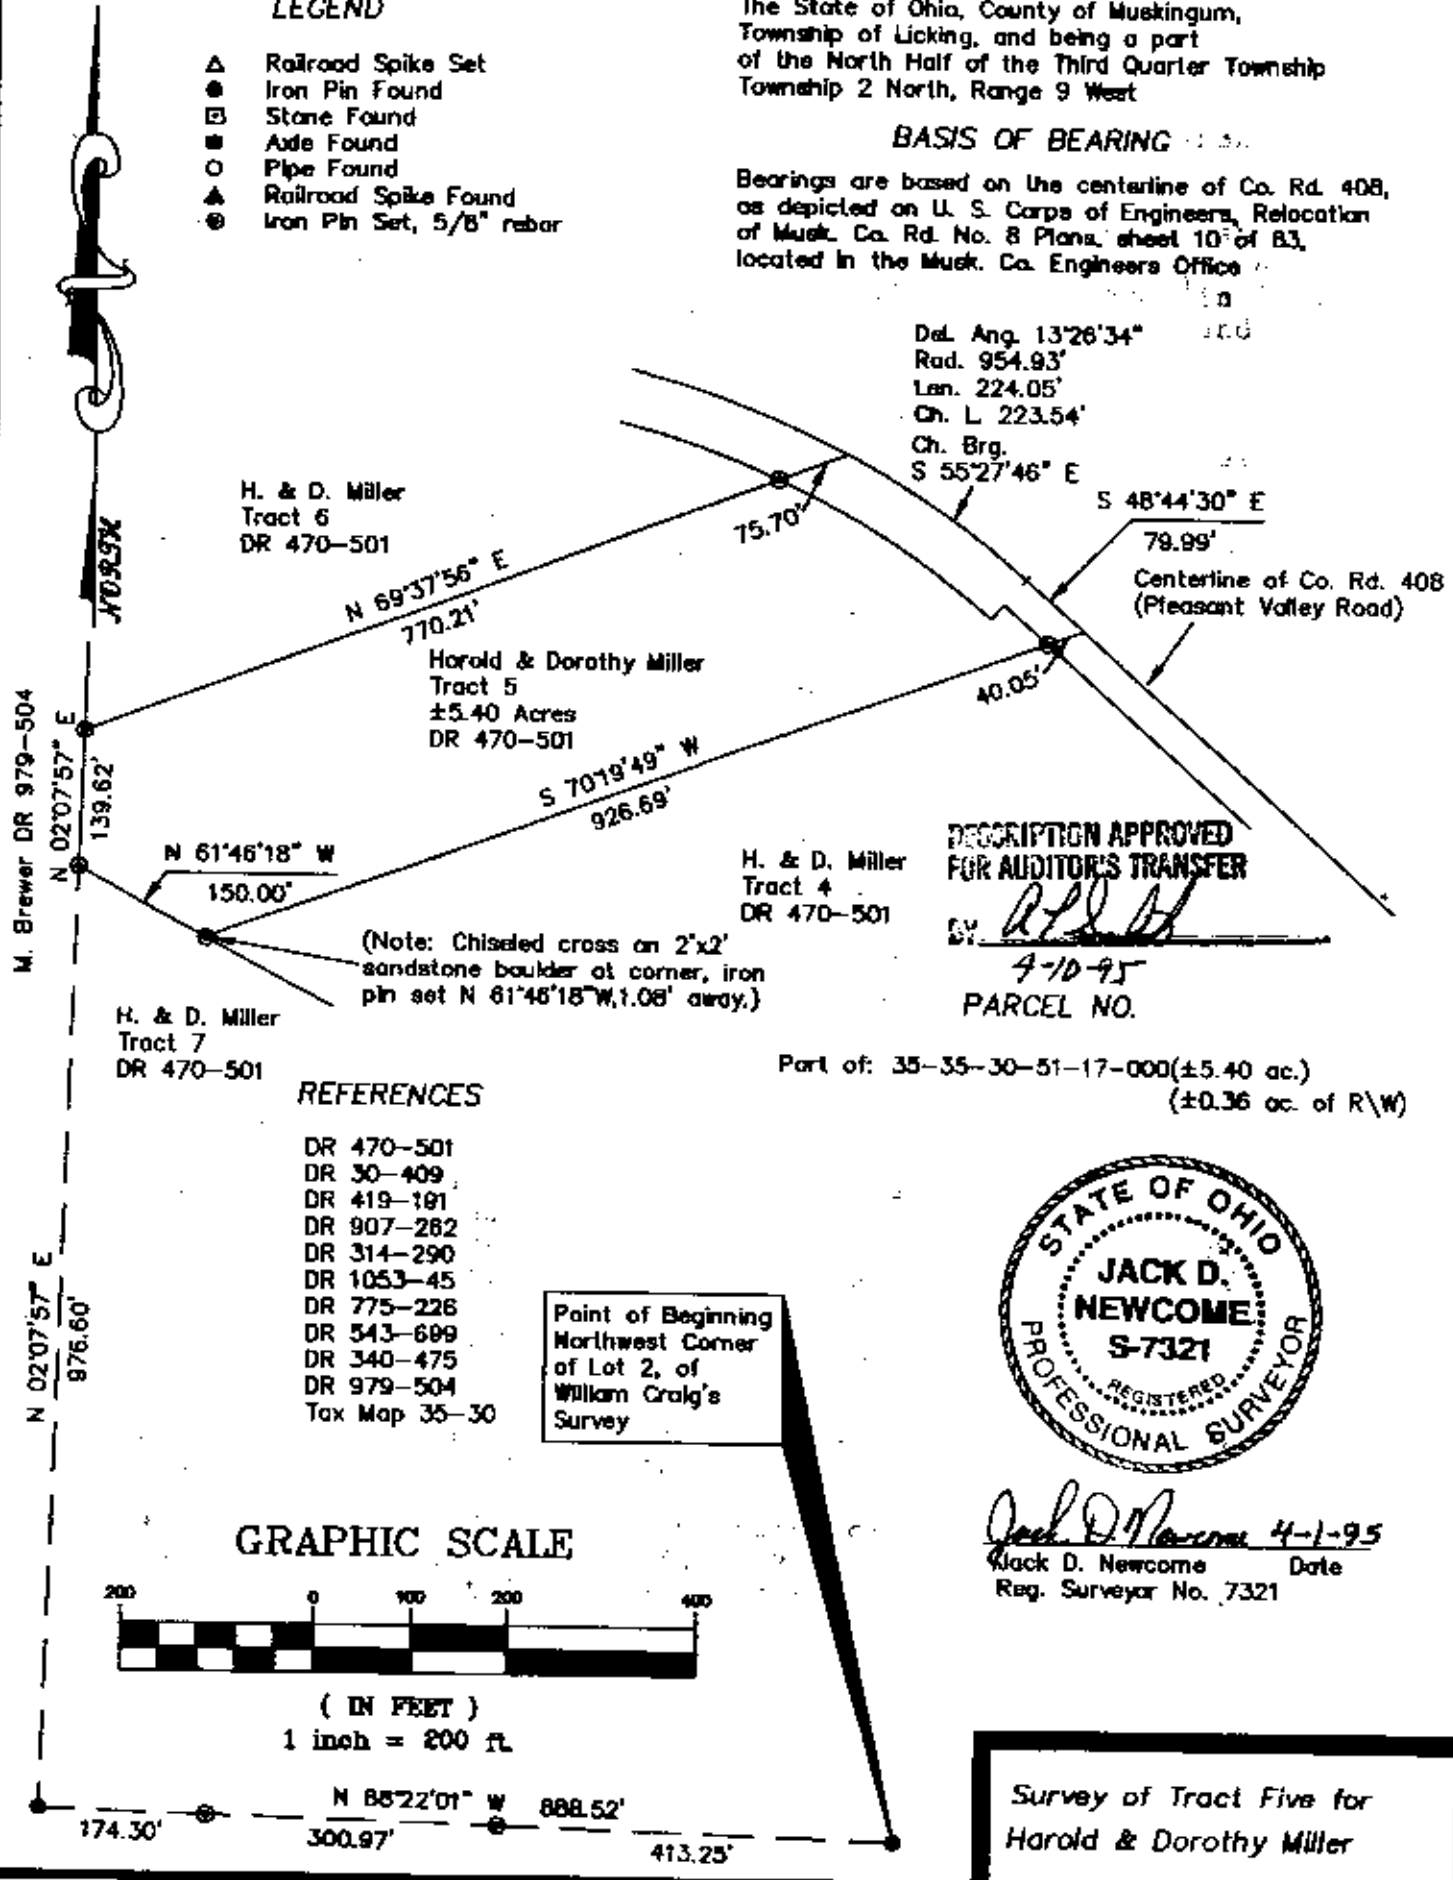 LEGEND
Railroad Spike Set
Iron Pin Found
Stone Found
Axle Found
Pipe Found
Railroad Spike Found
Iron Pin Set, 5/8" rebar
The State of Ohio, County of Muskingum,
Township of Licking, and being a part
of the North Half of the Third Quarter Township
Township 2 North, Range 9 West
BASIS OF BEARING
Bearings are based on the centerline of Co. Rd. 408,
as depicted on U. S. Corps of Engineers, Relocation
of Musk. Co. Rd. No. 8 Plans, sheet 10 of 83,
located in the Musk. Co. Engineers Office
Del. Ang. 13°26'34"
Rad. 954.93'
Len. 224.05'
Ch. L. 223.54'
Ch. Brg.
S 55°27'46" E
S 48°44'30" E
79.99'
Centerline of Co. Rd. 408
(Pleasant Valley Road)
NORTH
H. & D. Miller
Tract 6
DR 470-501
75.70'
N 69°37'56" E
770.21'
Harold & Dorothy Miller
Tract 5
±5.40 Acres
DR 470-501
40.05'
S 70°19'49" W
926.69'
M. Brewer DR 979-504
N 02°07'57" E
139.62'
N 61°46'18" W
150.00'
H. & D. Miller
Tract 4
DR 470-501
(Note: Chiseled cross on 2'x2'
sandstone boulder at corner, iron
pin set N 61°46'18"W,1.08' away.)
H. & D. Miller
Tract 7
DR 470-501
DESCRIPTION APPROVED
FOR AUDITOR'S TRANSFER
BY
4-10-95
PARCEL NO.
Part of: 35-35-30-51-17-000(±5.40 ac.)
(±0.36 ac. of R\W)
REFERENCES
DR 470-501
DR 30-409
DR 419-191
DR 907-262
DR 314-290
DR 1053-45
DR 775-226
DR 543-699
DR 340-475
DR 979-504
Tax Map 35-30
N 02°07'57" E
976.60'
Point of Beginning
Northwest Corner
of Lot 2, of
William Craig's
Survey
STATE OF OHIO
JACK D.
NEWCOME
S-7321
REGISTERED
PROFESSIONAL SURVEYOR
Jack D Newcome 4-1-95
Jack D. Newcome Date
Reg. Surveyor No. 7321
GRAPHIC SCALE
200 0 100 200 400
( IN FEET )
1 inch = 200 ft.
N 88°22'01" W 888.52'
174.30' 300.97' 413.25'
Survey of Tract Five for
Harold & Dorothy Miller